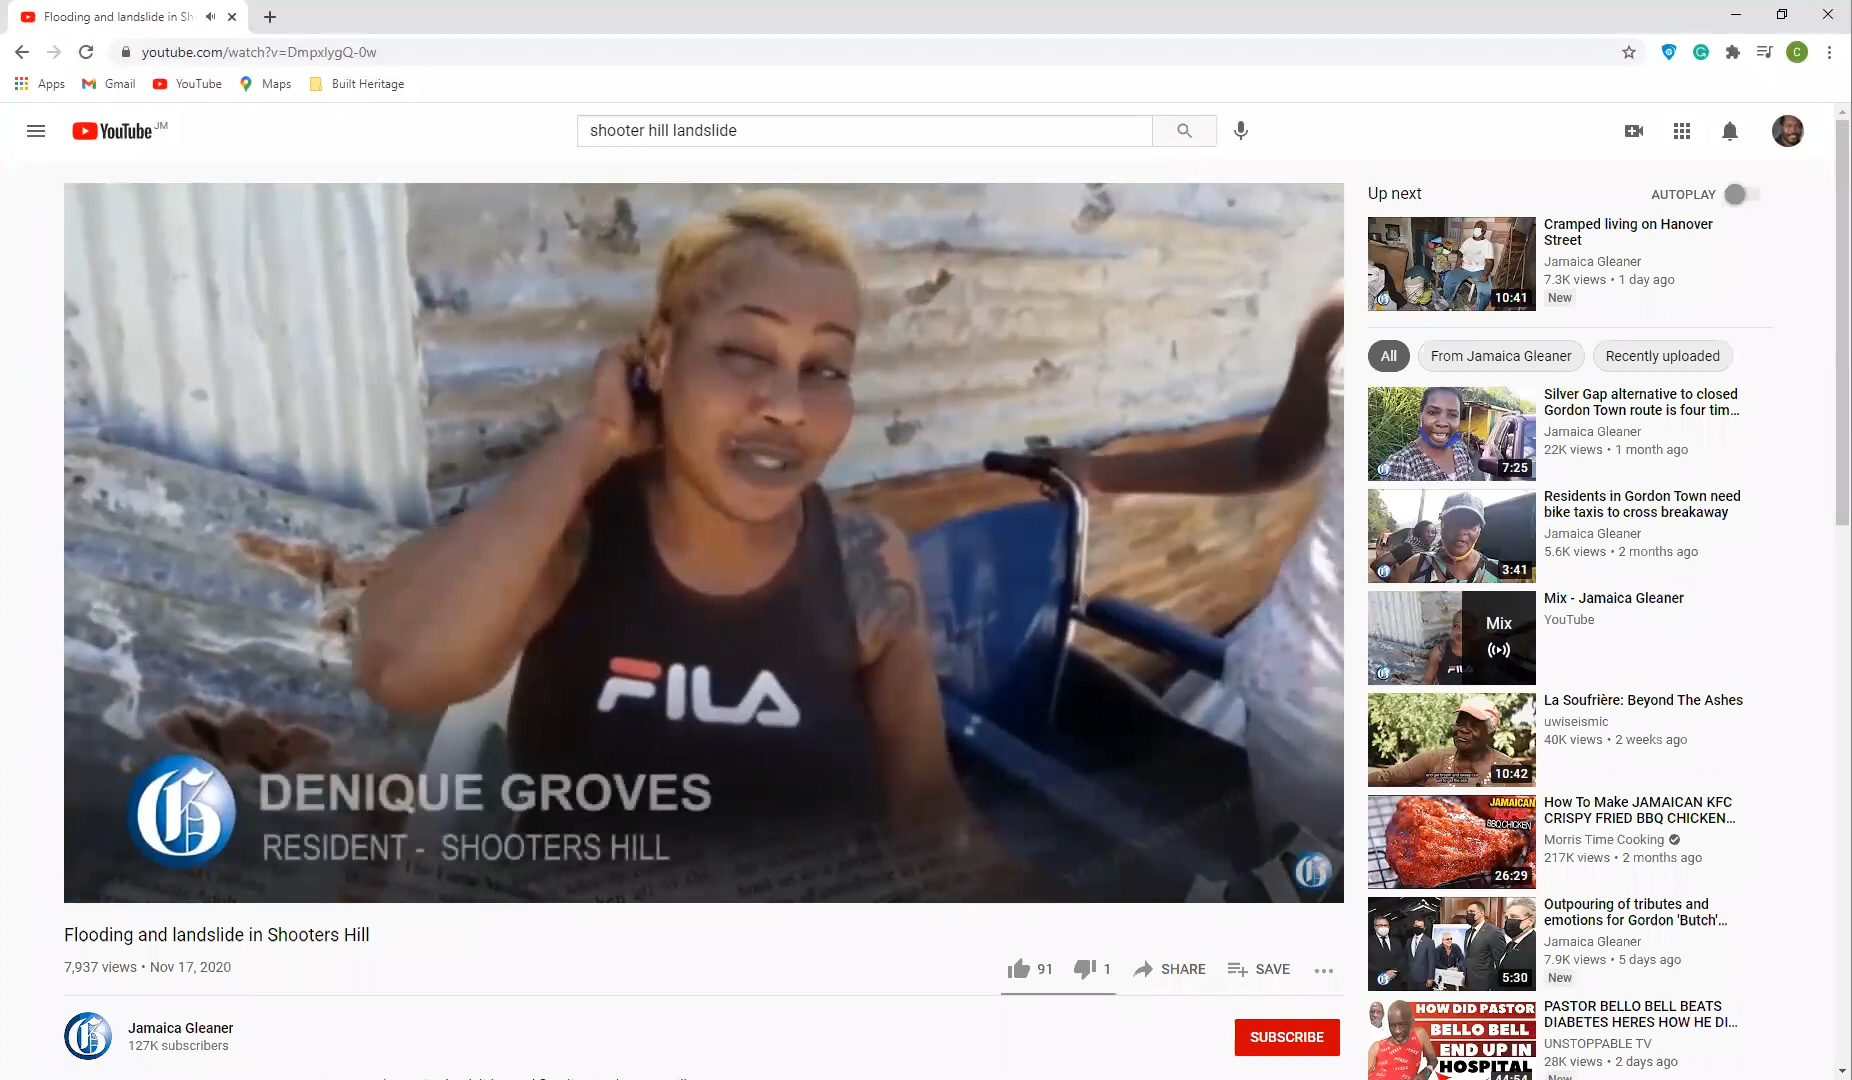 Flooding and landslide in Sh
youtube.com/watch?v=DmpxlygQ-0w
C
Apps
Gmail
YouTube
Maps
Built Heritage
YouTube JM
shooter hill landslide
FILA
G
DENIQUE GROVES
RESIDENT - SHOOTERS HILL
Flooding and landslide in Shooters Hill
7,937 views • Nov 17, 2020
91
1
SHARE
SAVE
Jamaica Gleaner
127K subscribers
SUBSCRIBE
Up next
AUTOPLAY
10:41
Cramped living on Hanover
Street
Jamaica Gleaner
7.3K views • 1 day ago
New
All
From Jamaica Gleaner
Recently uploaded
7:25
Silver Gap alternative to closed
Gordon Town route is four tim...
Jamaica Gleaner
22K views • 1 month ago
3:41
Residents in Gordon Town need
bike taxis to cross breakaway
Jamaica Gleaner
5.6K views • 2 months ago
Mix
Mix - Jamaica Gleaner
YouTube
10:42
La Soufrière: Beyond The Ashes
uwiseismic
40K views • 2 weeks ago
JAMAICAN
BBQ CHICKEN
26:29
How To Make JAMAICAN KFC
CRISPY FRIED BBQ CHICKEN...
Morris Time Cooking
217K views • 2 months ago
5:30
Outpouring of tributes and
emotions for Gordon 'Butch'...
Jamaica Gleaner
7.9K views • 5 days ago
New
HOW DID PASTOR
BELLO BELL
END UP IN
HOSPITAL
44:54
PASTOR BELLO BELL BEATS
DIABETES HERES HOW HE DI...
UNSTOPPABLE TV
28K views • 2 days ago
New